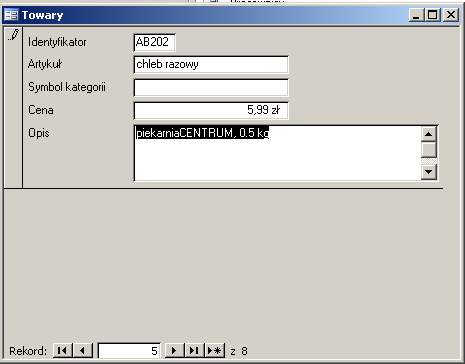 Towary
Identyfikator AB202
Artykuł chleb razowy
Symbol kategorii
Cena 5,99 zł
Opis piekarniaCENTRUM, 0.5 kg
Rekord: 5 z 8